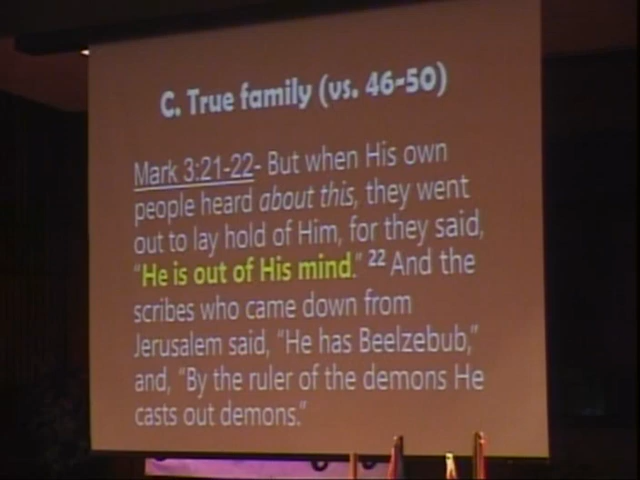 C. True family (vs. 46-50)
Mark 3:21-22- But when His own
people heard about this, they went
out to lay hold of Him, for they said,
“He is out of His mind.” 22 And the
scribes who came down from
Jerusalem said, “He has Beelzebub,”
and, “By the ruler of the demons He
casts out demons.”